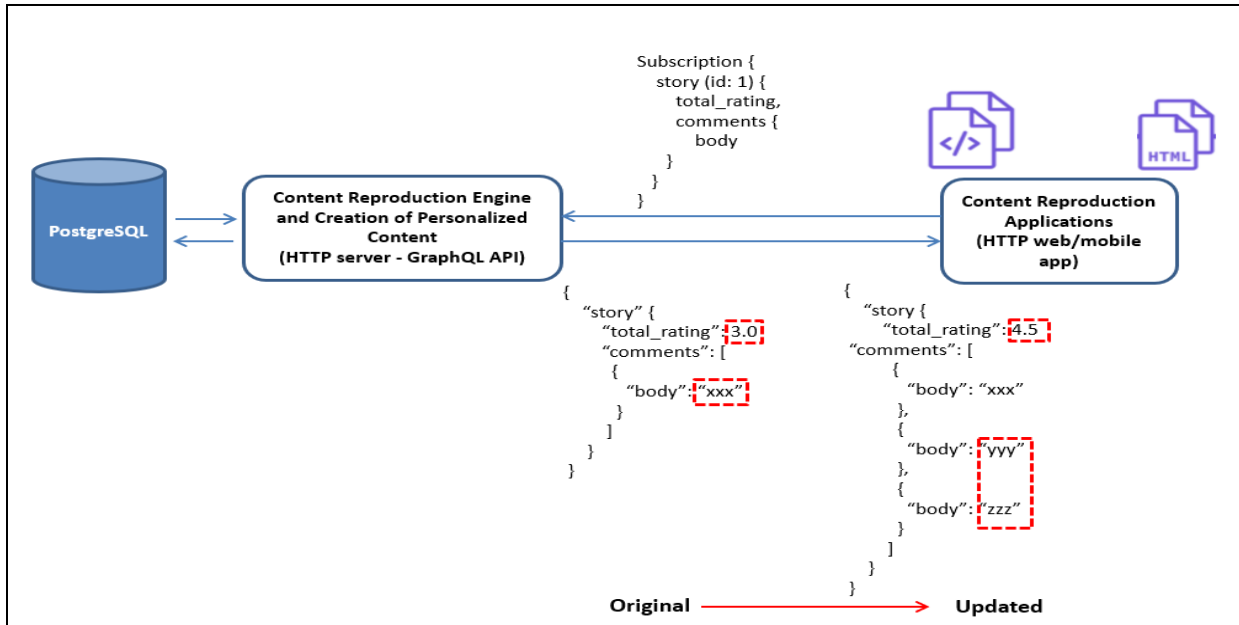 Subscription {
story (id: 1) {
total_rating,
comments {
body
}
}
}
</>
HTML
PostgreSQL
Content Reproduction Engine
and Creation of Personalized
Content
(HTTP server - GraphQL API)
Content Reproduction
Applications
(HTTP web/mobile
app)
{
“story” {
“total_rating”: 3.0
“comments”: [
{
“body”: “xxx”
}
]
}
}
{
“story {
“total_rating”: 4.5
“comments”: [
{
“body”: “xxx”
},
{
“body”: “yyy”
},
{
“body”: “zzz”
}
]
}
}
Original
Updated